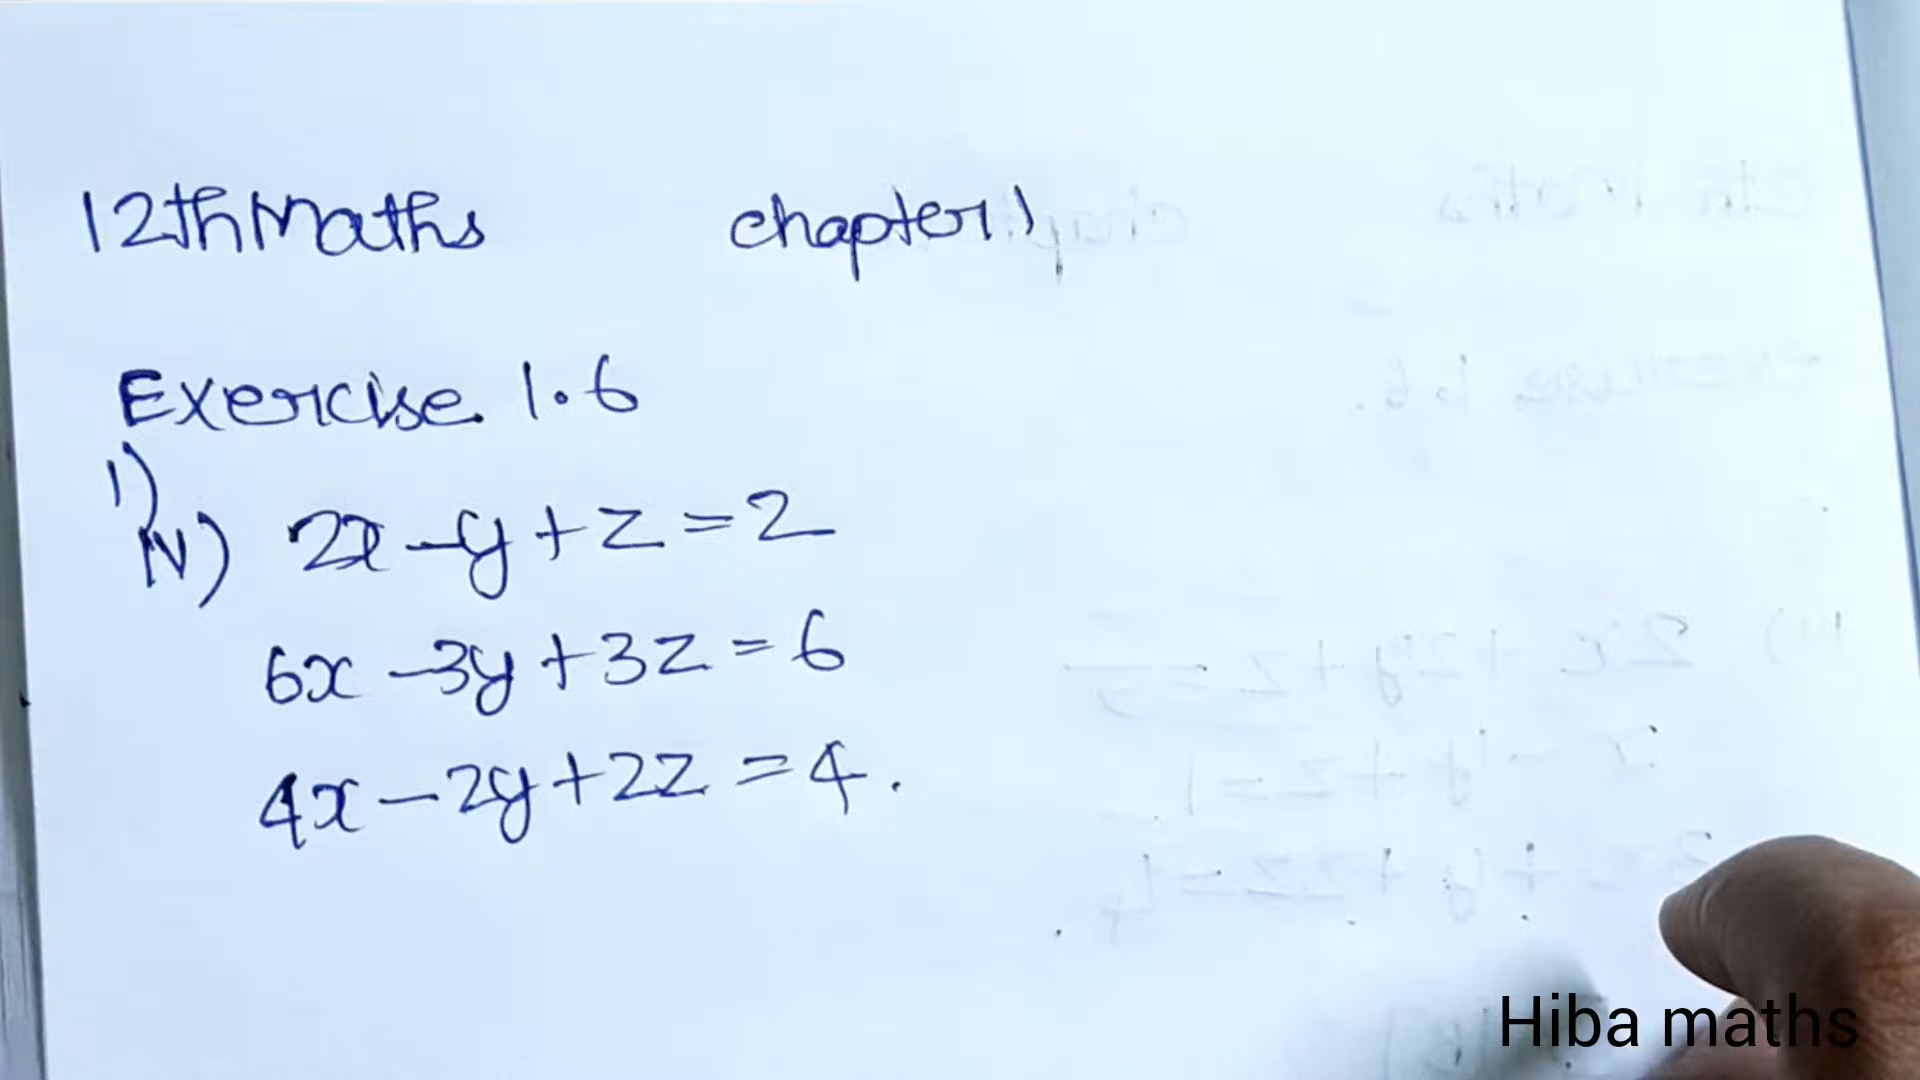 12th Maths chapter 1
Exercise 1.6
1)
iv) 2x - y + z = 2
6x - 3y + 3z = 6
4x - 2y + 2z = 4.
Hiba maths